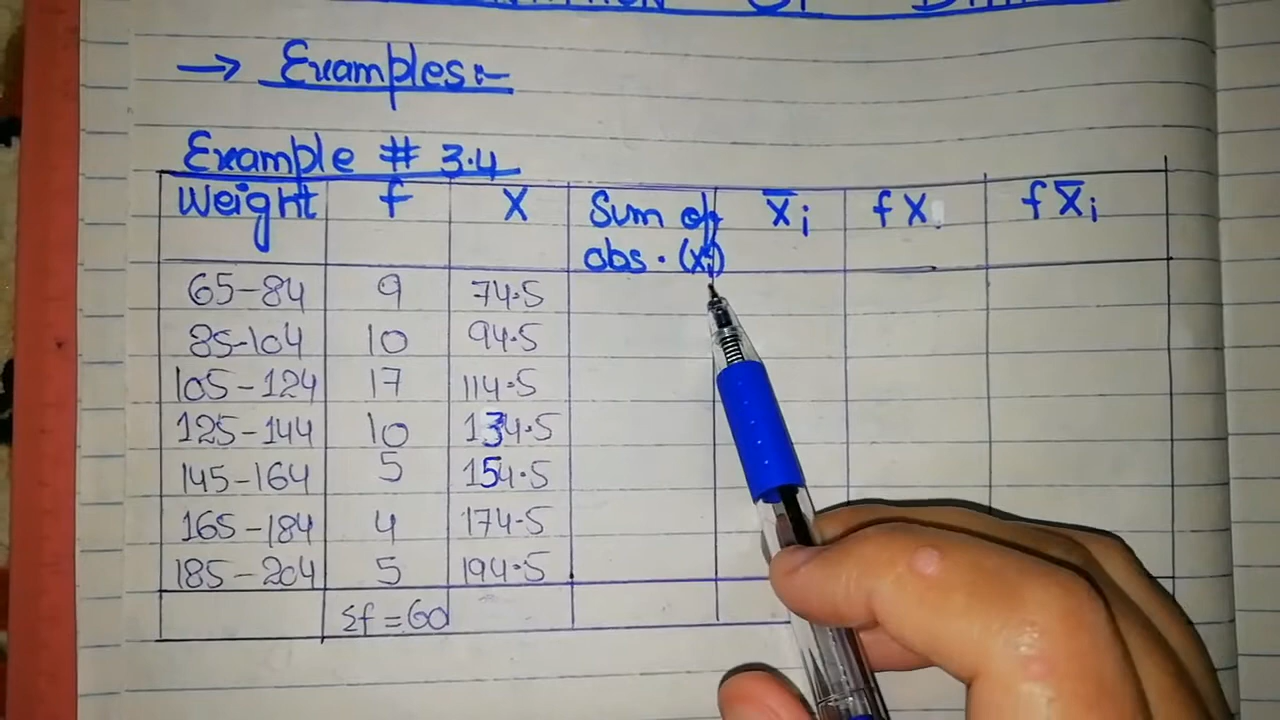 → Examples:-
Example # 3.4
Weight f X Sum of obs. (xi) X̄i fX fX̄i
65-84 9 74.5
85-104 10 94.5
105-124 17 114.5
125-144 10 134.5
145-164 5 154.5
165-184 4 174.5
185-204 5 194.5
Σf = 60